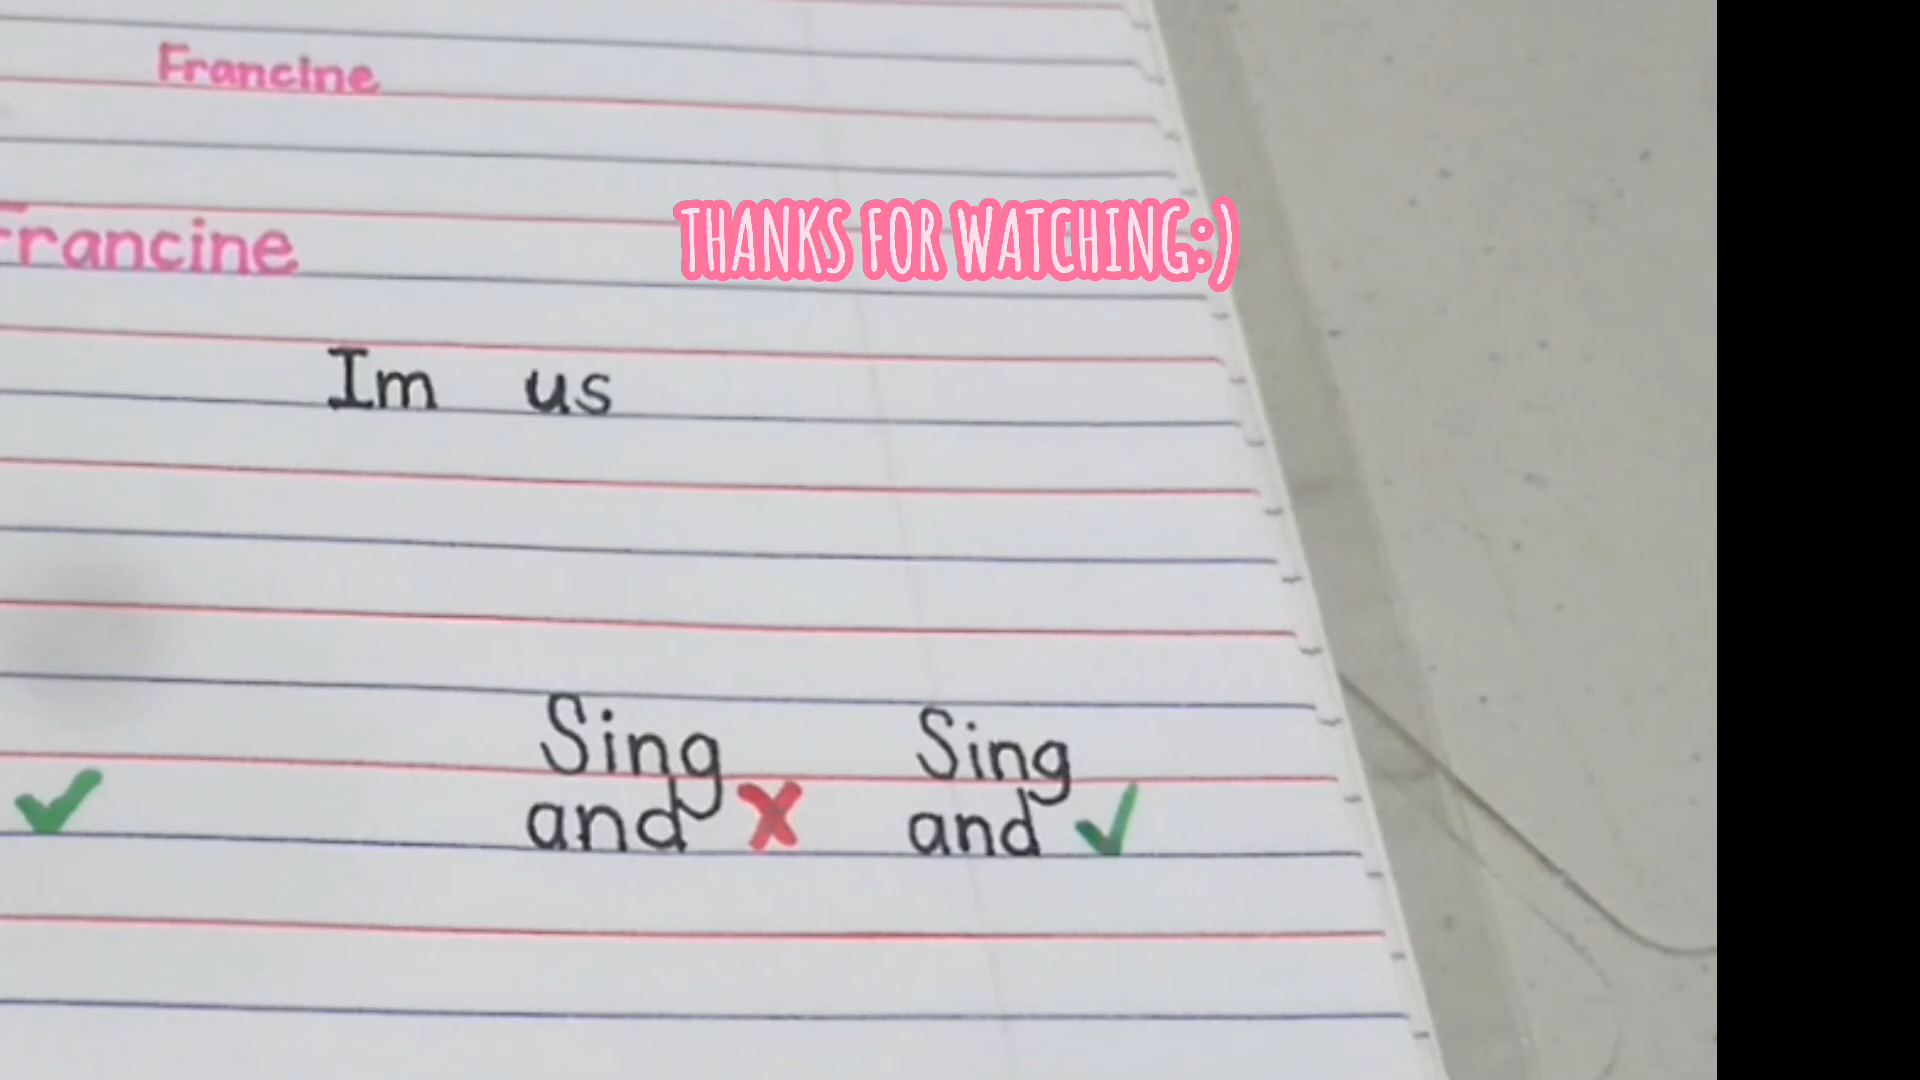 Francine
Francine
THANKS FOR WATCHING:)
Im us
Sing Sing
and and